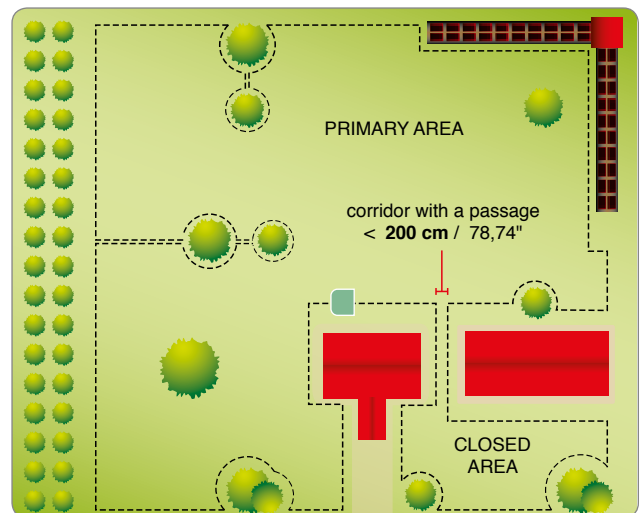 PRIMARY AREA
corridor with a passage
< 200 cm / 78,74"
CLOSED
AREA